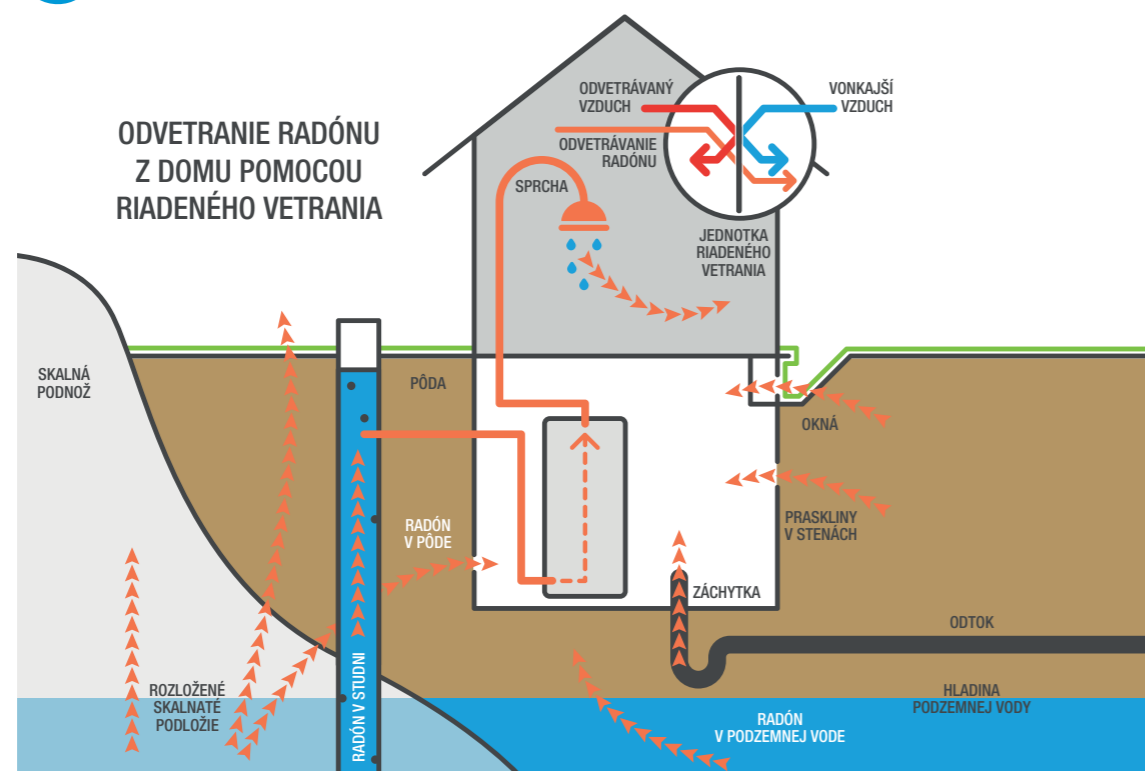 ODVETRANIE RADÓNU
Z DOMU POMOCOU
RIADENÉHO VETRANIA
ODVETRÁVANÝ
VZDUCH
VONKAJŠÍ
VZDUCH
ODVETRÁVANIE
RADÓNU
SPRCHA
JEDNOTKA
RIADENÉHO
VETRANIA
SKALNÁ
PODNOŽ
PÔDA
OKNÁ
RADÓN
V PÔDE
PRASKLINY
V STENÁCH
ZÁCHYTKA
ODTOK
ROZLOŽENÉ
SKALNATÉ
PODLOŽIE
RADÓN V STUDNI
HLADINA
PODZEMNEJ VODY
RADÓN
V PODZEMNEJ VODE